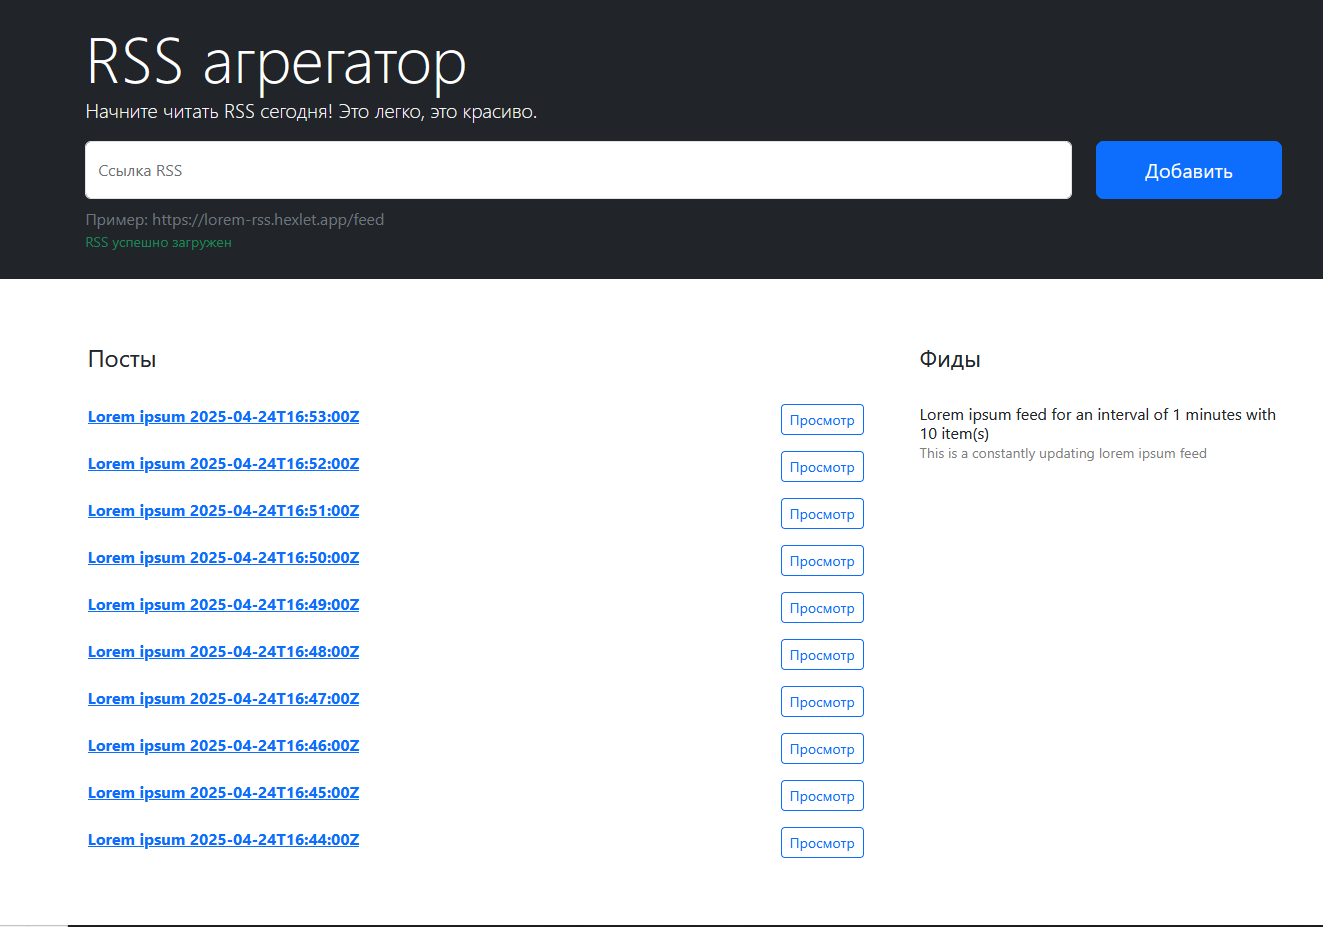 RSS агрегатор
Начните читать RSS сегодня! Это легко, это красиво.
Ссылка RSS
Добавить
Пример: https://lorem-rss.hexlet.app/feed
RSS успешно загружен
Посты
Lorem ipsum 2025-04-24T16:53:00Z
Просмотр
Lorem ipsum 2025-04-24T16:52:00Z
Просмотр
Lorem ipsum 2025-04-24T16:51:00Z
Просмотр
Lorem ipsum 2025-04-24T16:50:00Z
Просмотр
Lorem ipsum 2025-04-24T16:49:00Z
Просмотр
Lorem ipsum 2025-04-24T16:48:00Z
Просмотр
Lorem ipsum 2025-04-24T16:47:00Z
Просмотр
Lorem ipsum 2025-04-24T16:46:00Z
Просмотр
Lorem ipsum 2025-04-24T16:45:00Z
Просмотр
Lorem ipsum 2025-04-24T16:44:00Z
Просмотр
Фиды
Lorem ipsum feed for an interval of 1 minutes with
10 item(s)
This is a constantly updating lorem ipsum feed